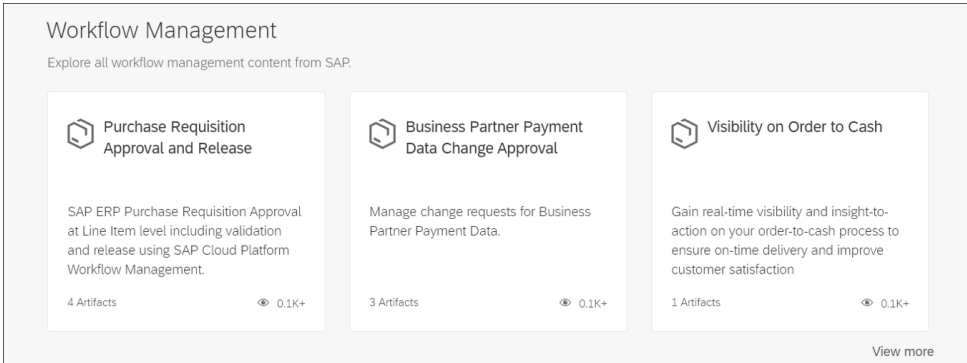 Workflow Management
Explore all workflow management content from SAP.
Purchase Requisition
Approval and Release
SAP ERP Purchase Requisition Approval
at Line Item level including validation
and release using SAP Cloud Platform
Workflow Management.
4 Artifacts
0.1K+
Business Partner Payment
Data Change Approval
Manage change requests for Business
Partner Payment Data.
3 Artifacts
0.1K+
Visibility on Order to Cash
Gain real-time visibility and insight-to-
action on your order-to-cash process to
ensure on-time delivery and improve
customer satisfaction
1 Artifacts
0.1K+
View more